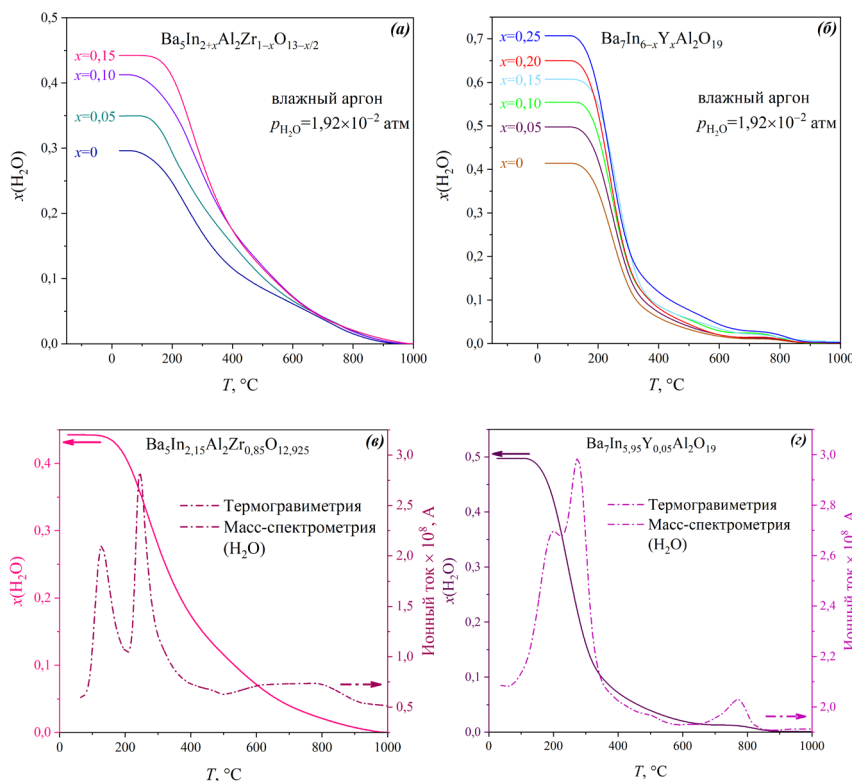 (а)
Ba₅In₂₊ₓAl₂Zr₁₋ₓO₁₃₋ₓ/₂
x=0,15
x=0,10
x=0,05
x=0
влажный аргон
p_H₂O=1,92×10⁻² атм
x(H₂O)
0,5
0,4
0,3
0,2
0,1
0,0
0 200 400 600 800 1000
T, °C
(б)
Ba₇In₆₋ₓYₓAl₂O₁₉
x=0,25
x=0,20
x=0,15
x=0,10
x=0,05
x=0
влажный аргон
p_H₂O=1,92×10⁻² атм
x(H₂O)
0,7
0,6
0,5
0,4
0,3
0,2
0,1
0,0
0 200 400 600 800 1000
T, °C
(в)
Ba₅In₂,₁₅Al₂Zr₀,₈₅O₁₂,₉₂₅
Термогравиметрия
Масс-спектрометрия
(H₂O)
x(H₂O)
0,4
0,3
0,2
0,1
0,0
Ионный ток × 10⁸, А
3,0
2,5
2,0
1,5
1,0
0,5
0 200 400 600 800 1000
T, °C
(г)
Ba₇In₅,₉₅Y₀,₀₅Al₂O₁₉
Термогравиметрия
Масс-спектрометрия
(H₂O)
x(H₂O)
0,5
0,4
0,3
0,2
0,1
0,0
Ионный ток × 10⁸, А
3,0
2,8
2,6
2,4
2,2
2,0
0 200 400 600 800 1000
T, °C